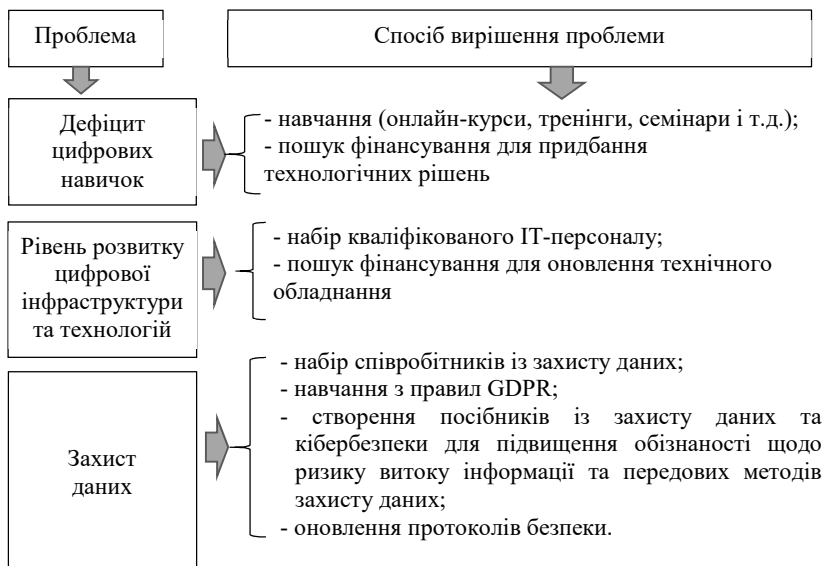 Проблема
Спосіб вирішення проблеми
Дефіцит
цифрових
навичок
- навчання (онлайн-курси, тренінги, семінари і т.д.);
- пошук фінансування для придбання
технологічних рішень
Рівень розвитку
цифрової
інфраструктури
та технологій
- набір кваліфікованого ІТ-персоналу;
- пошук фінансування для оновлення технічного
обладнання
Захист
даних
- набір співробітників із захисту даних;
- навчання з правил GDPR;
- створення посібників із захисту даних та
кібербезпеки для підвищення обізнаності щодо
ризику витоку інформації та передових методів
захисту даних;
- оновлення протоколів безпеки.